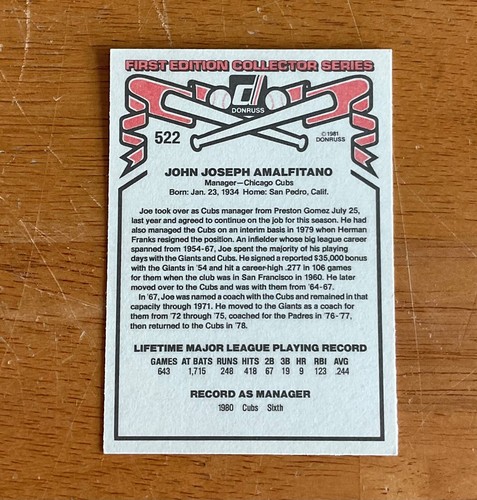 FIRST EDITION COLLECTOR SERIES
d
DONRUSS
522
©1981
DONRUSS
JOHN JOSEPH AMALFITANO
Manager—Chicago Cubs
Born: Jan. 23, 1934 Home: San Pedro, Calif.
Joe took over as Cubs manager from Preston Gomez July 25,
last year and agreed to continue on the job for this season. He had
also managed the Cubs on an interim basis in 1979 when Herman
Franks resigned the position. An infielder whose big league career
spanned from 1954-67, Joe spent the majority of his playing
days with the Giants and Cubs. He signed a reported $35,000 bonus
with the Giants in '54 and hit a career-high .277 in 106 games
for them when the club was in San Francisco in 1960. He later
moved over to the Cubs and was with them from '64-67.
In '67, Joe was named a coach with the Cubs and remained in that
capacity through 1971. He moved to the Giants as a coach for
them from '72 through '75, coached for the Padres in '76-'77,
then returned to the Cubs in '78.
LIFETIME MAJOR LEAGUE PLAYING RECORD
GAMES AT BATS RUNS HITS 2B 3B HR RBI AVG
643 1,715 248 418 67 19 9 123 .244
RECORD AS MANAGER
1980 Cubs Sixth